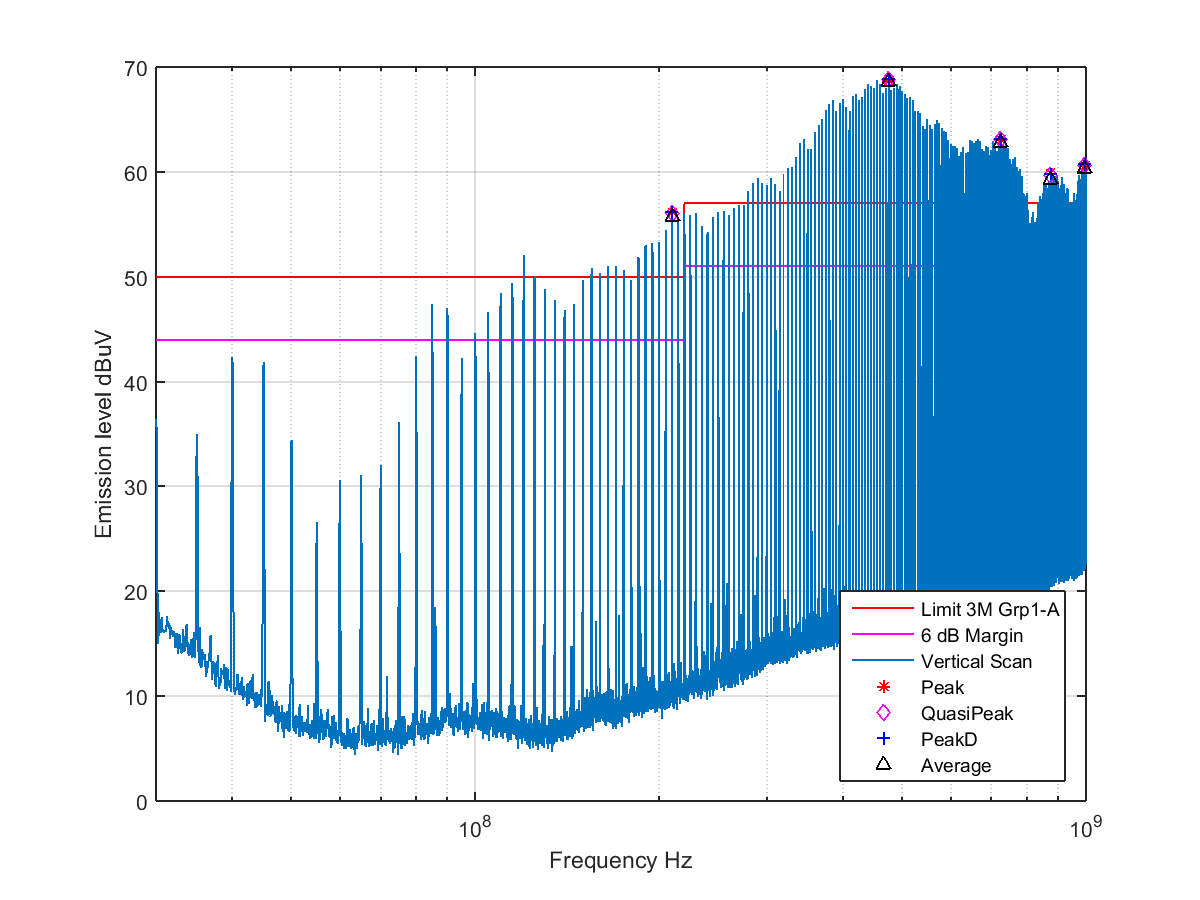 70
60
50
40
30
20
10
0
Emission level dBuV
Limit 3M Grp1-A
6 dB Margin
Vertical Scan
Peak
QuasiPeak
PeakD
Average
10^8
10^9
Frequency Hz